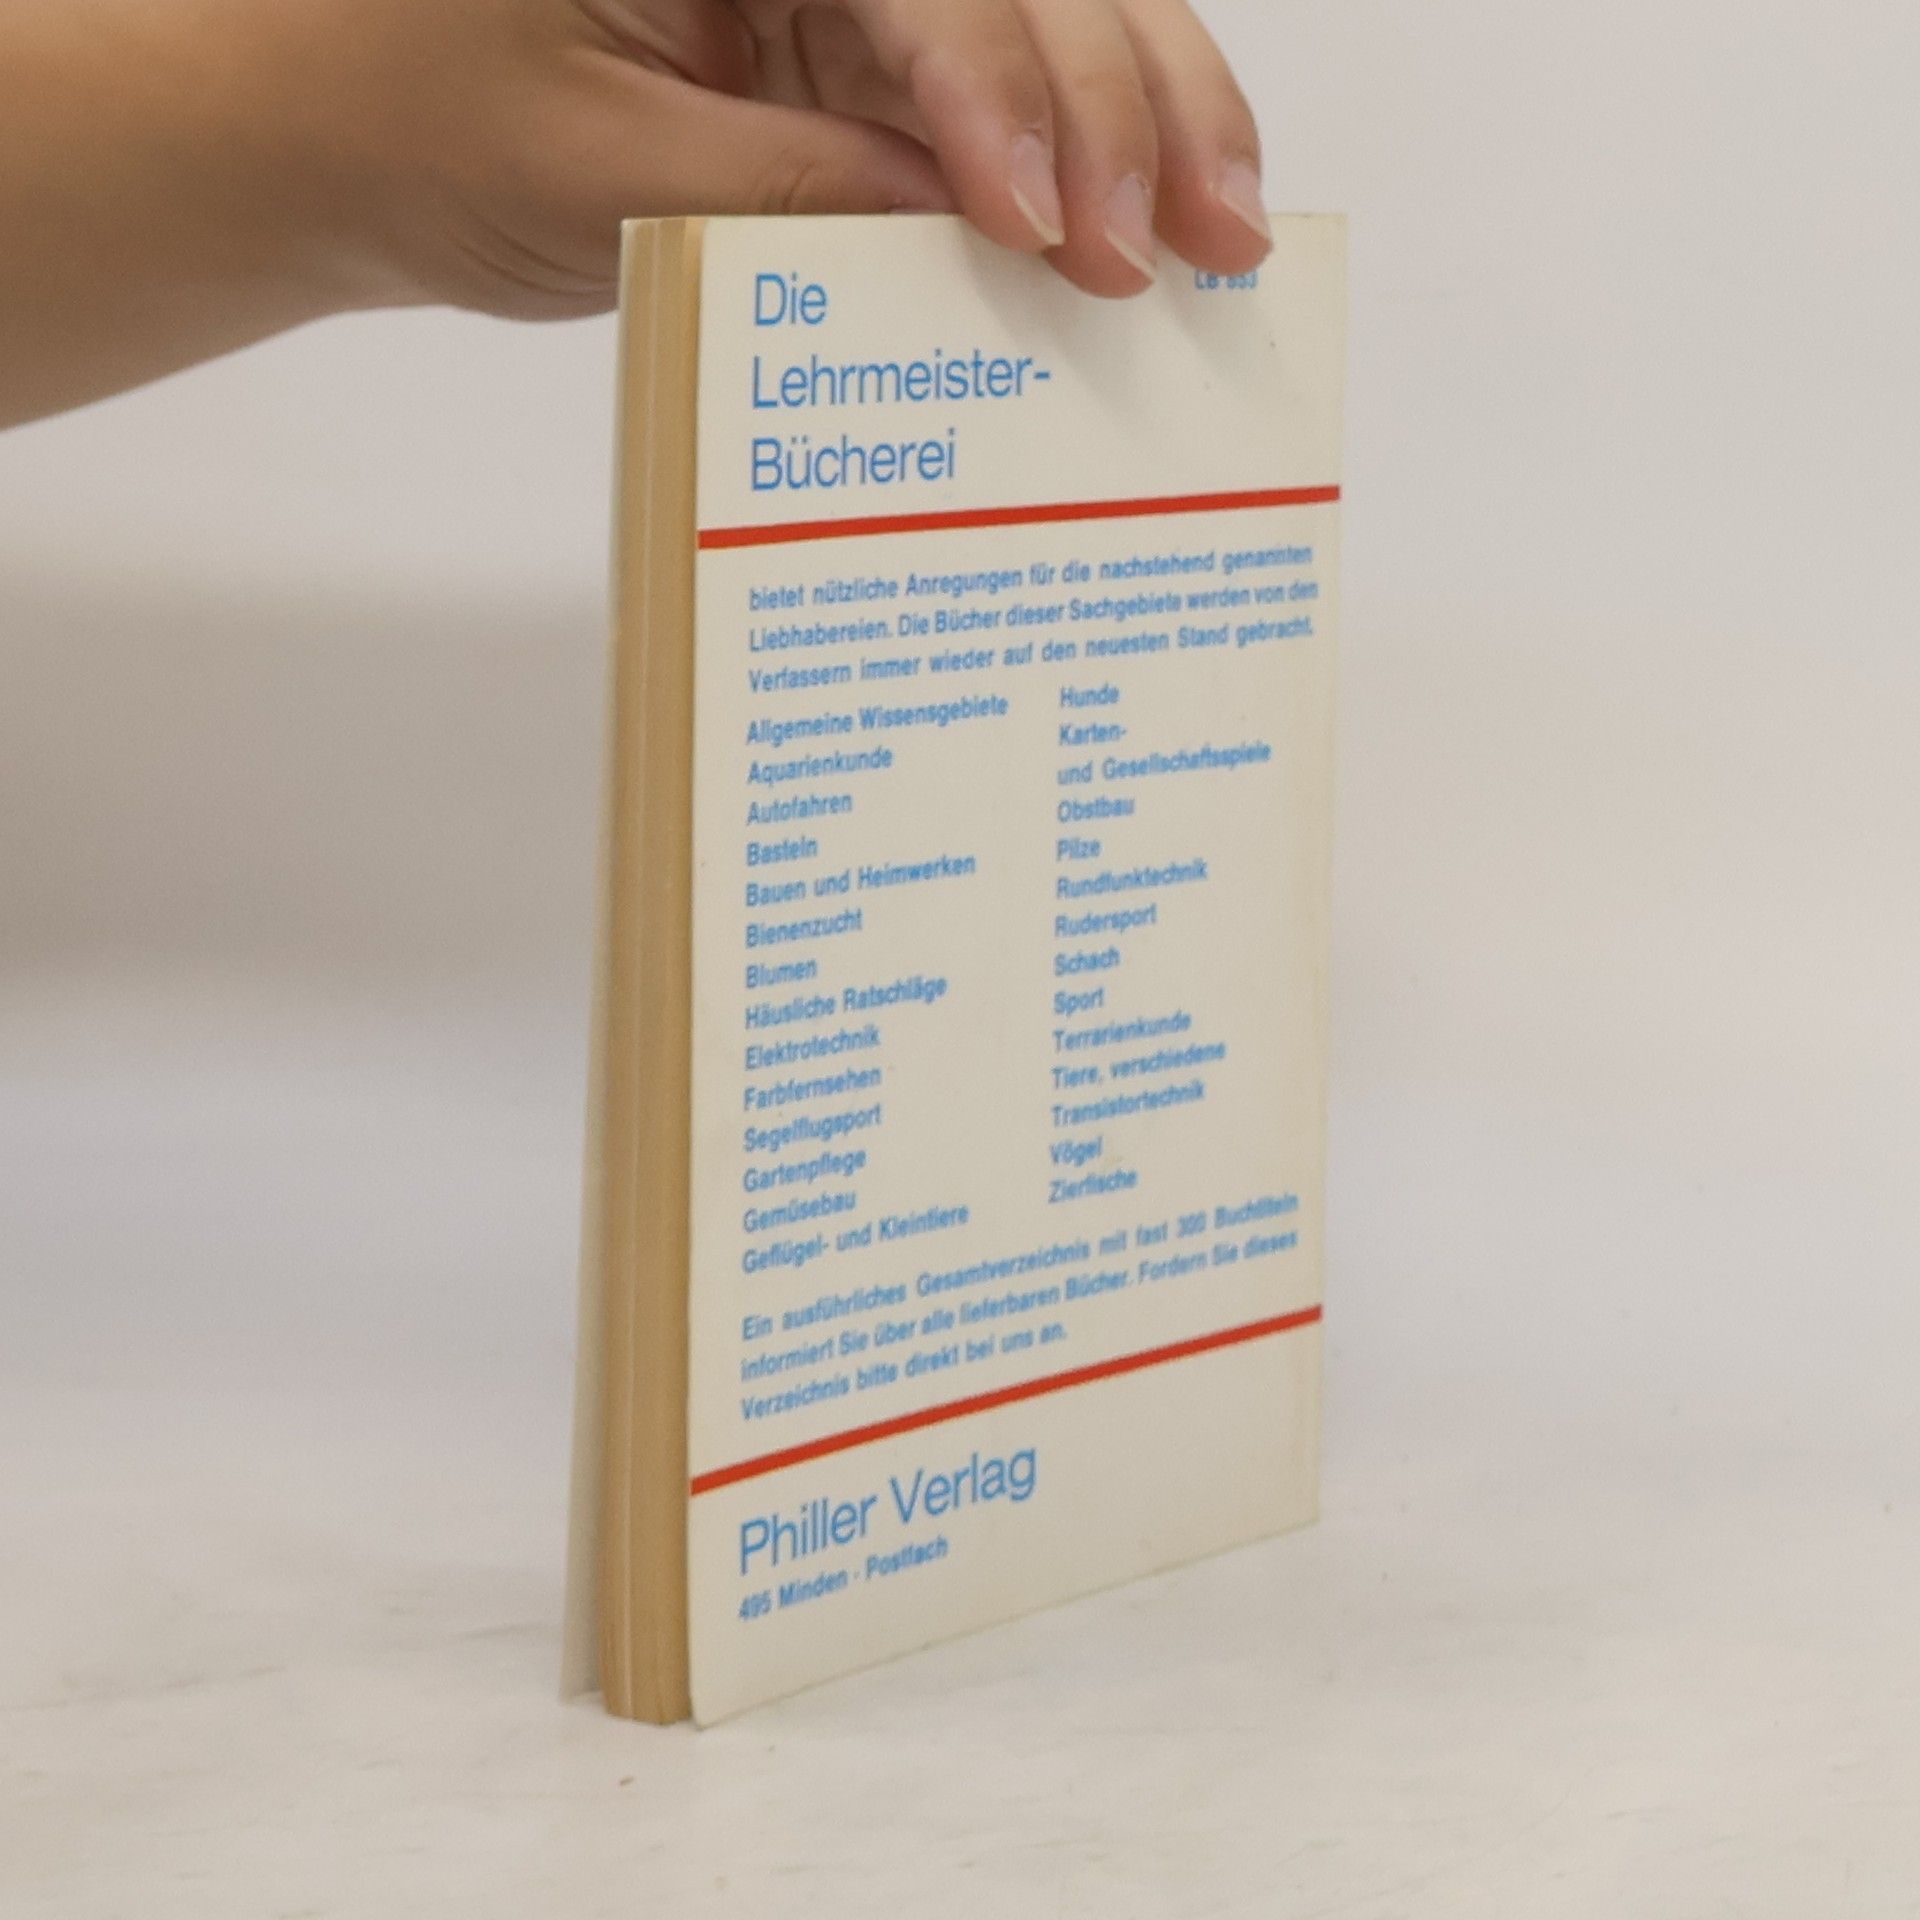 Die
Lehrmeister-
Bücherei
LB 853
bietet nützliche Anregungen für die nachstehend genannten
Liebhabereien. Die Bücher dieser Sachgebiete werden von den
Verfassern immer wieder auf den neuesten Stand gebracht.
Allgemeine Wissensgebiete
Aquarienkunde
Autofahren
Basteln
Bauen und Heimwerken
Bienenzucht
Blumen
Häusliche Ratschläge
Elektrotechnik
Farbfernsehen
Segelflugsport
Gartenpflege
Gemüsebau
Geflügel- und Kleintiere
Hunde
Karten-
und Gesellschaftsspiele
Obstbau
Pilze
Rundfunktechnik
Rudersport
Schach
Sport
Terrarienkunde
Tiere, verschiedene
Transistortechnik
Vögel
Zierfische
Ein ausführliches Gesamtverzeichnis mit fast 300 Buchtiteln
informiert Sie über alle lieferbaren Bücher. Fordern Sie dieses
Verzeichnis bitte direkt bei uns an.
Philler Verlag
495 Minden · Postfach